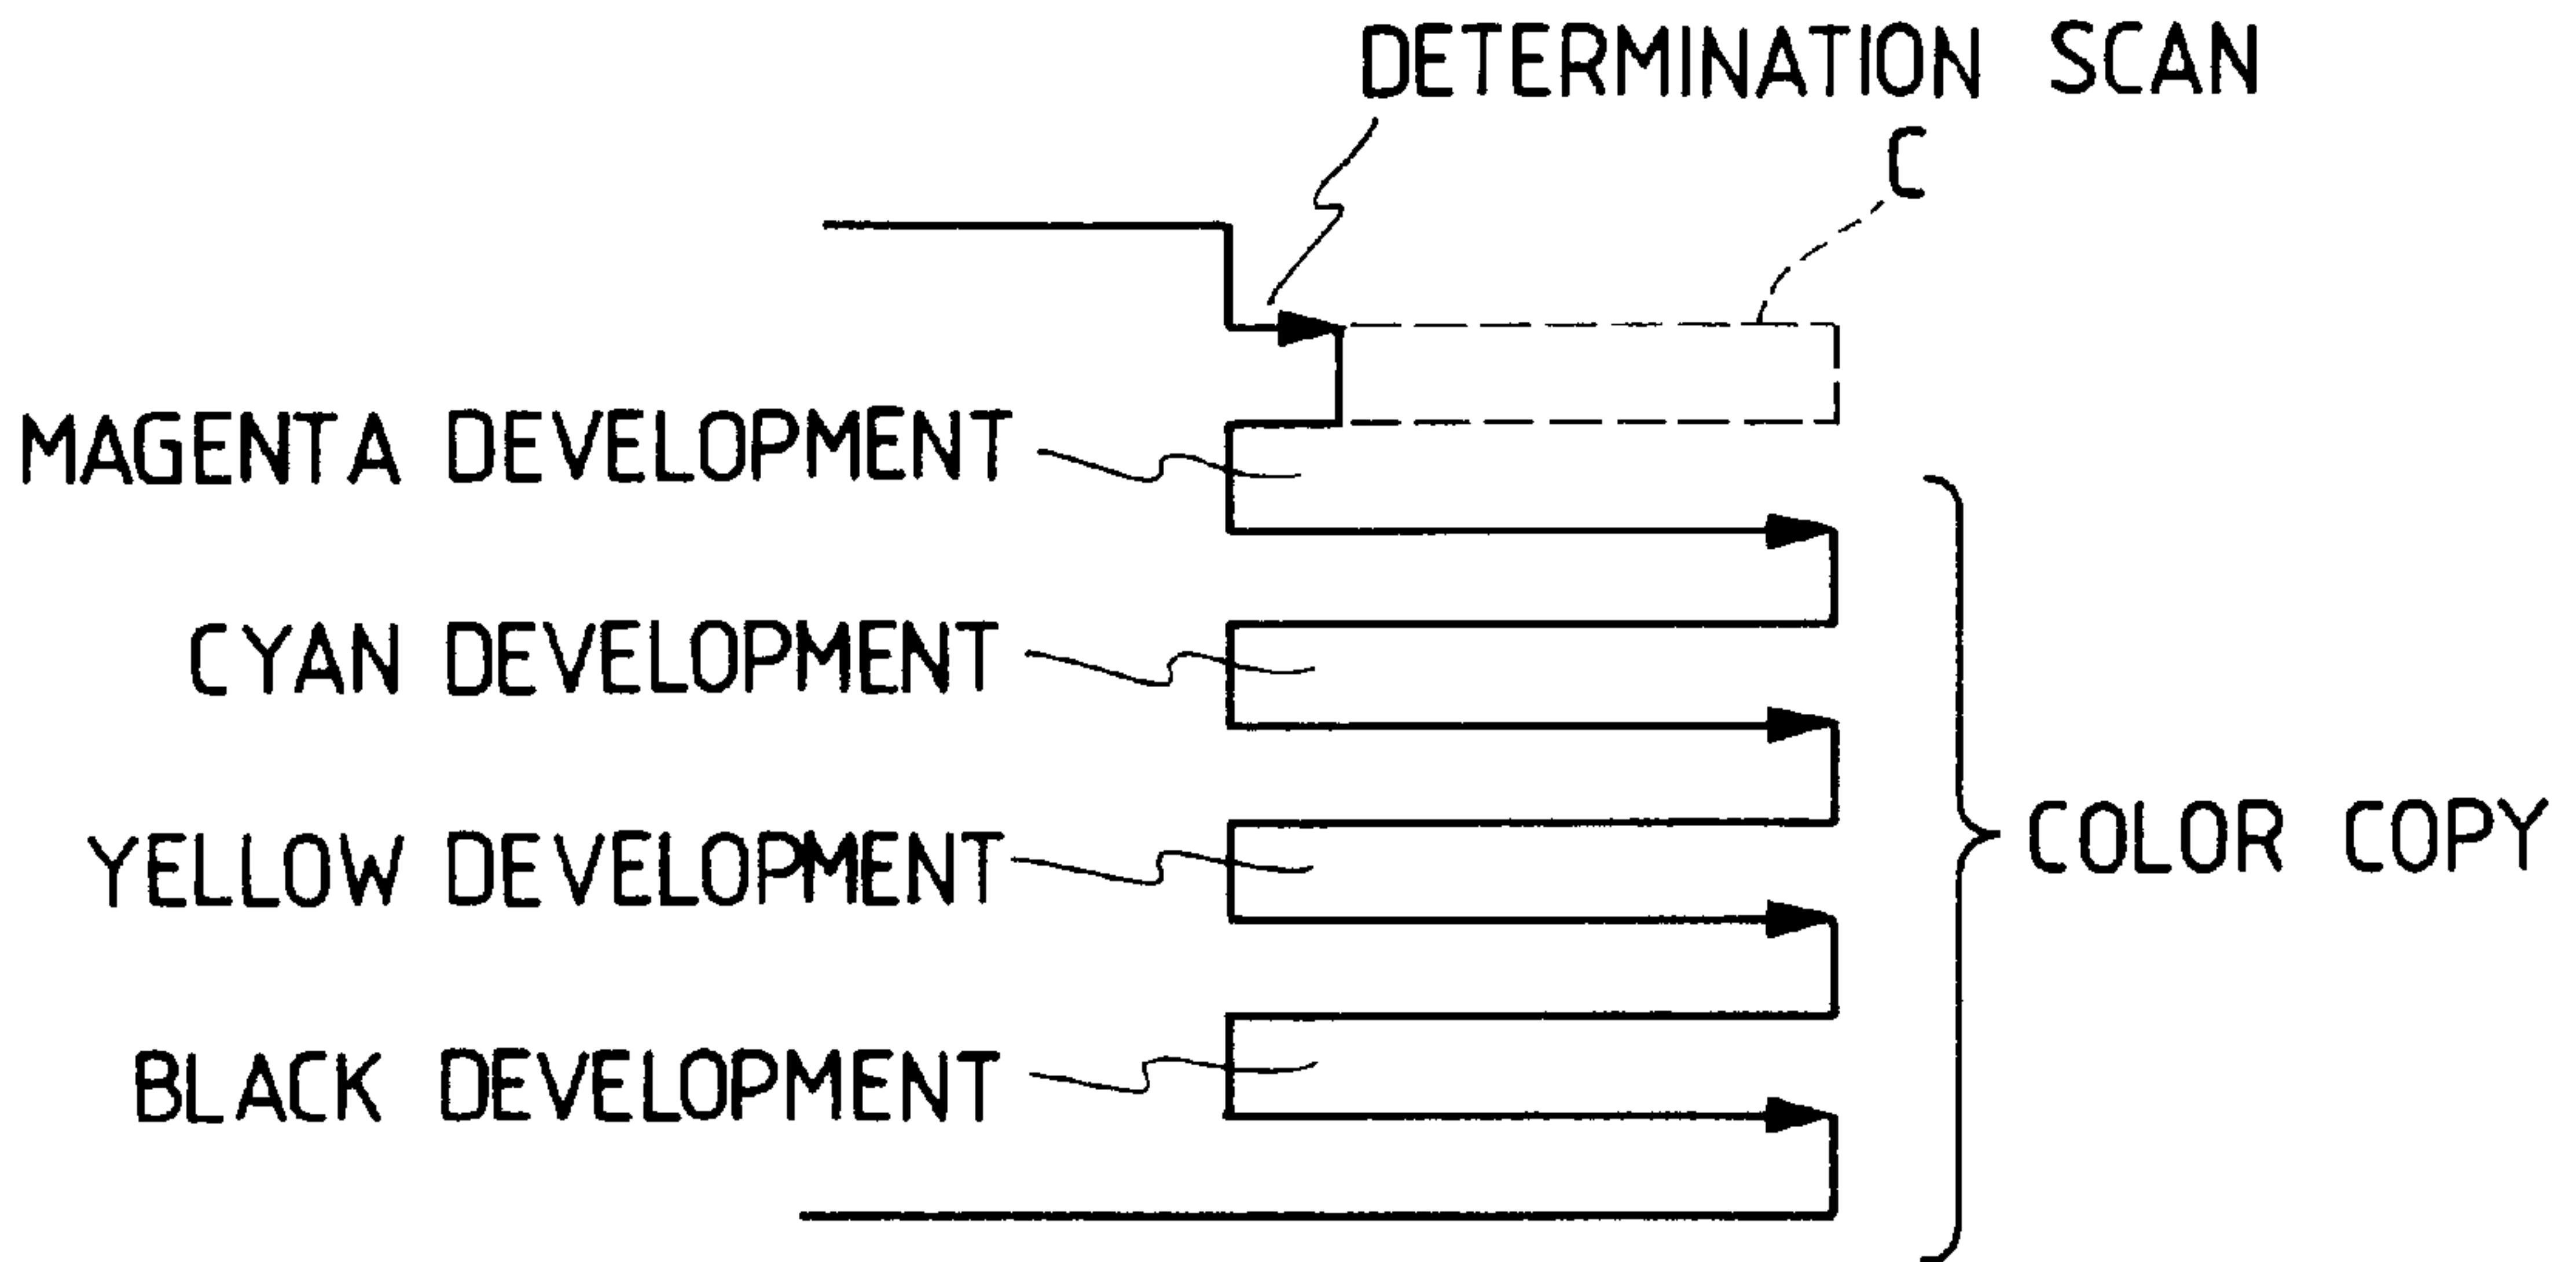 DETERMINATION SCAN
C
MAGENTA DEVELOPMENT
CYAN DEVELOPMENT
YELLOW DEVELOPMENT
COLOR COPY
BLACK DEVELOPMENT